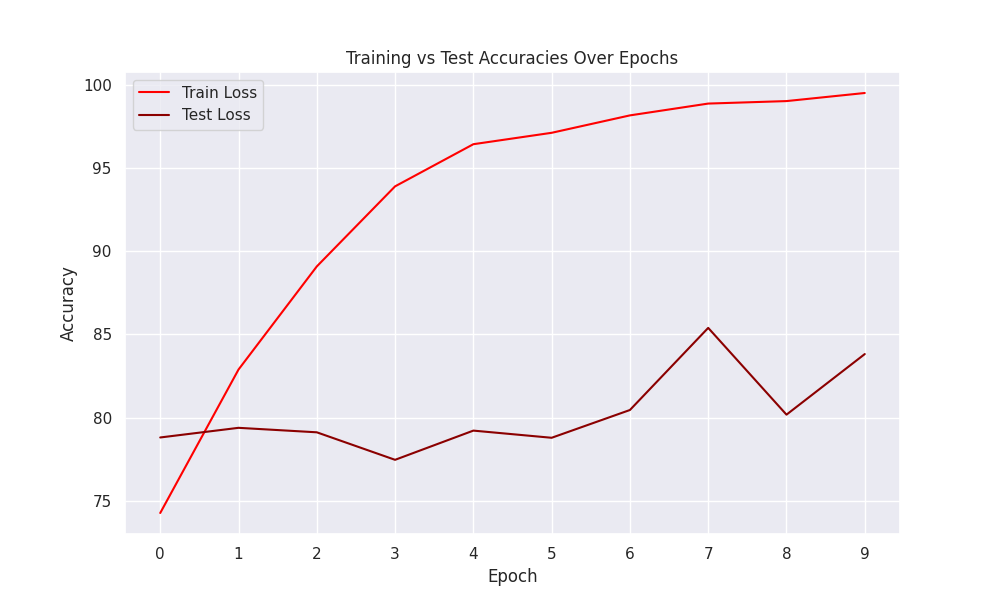 Training vs Test Accuracies Over Epochs
Train Loss
Test Loss
100
95
90
85
80
75
Accuracy
0 1 2 3 4 5 6 7 8 9
Epoch